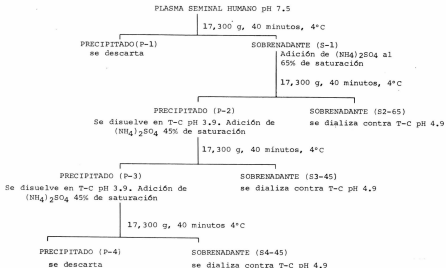 PLASMA SEMINAL HUMANO pH 7.5
17,300 g, 40 minutos, 4°C
PRECIPITADO(P-1)
se descarta
SOBRENADANTE (S-1)
Adición de (NH4)2SO4 al
65% de saturación
17,300 g, 40 minutos, 4°C
PRECIPITADO (P-2)
Se disuelve en T-C pH 3.9. Adición de
(NH4)2SO4 45% de saturación
SOBRENADANTE (S2-65)
se dializa contra T-C pH 4.9
17,300 g, 40 minutos, 4°C
PRECIPITADO (P-3)
Se disuelve en T-C pH 3.9. Adición de
(NH4)2SO4 45% de saturación
SOBRENADANTE (S3-45)
se dializa contra T-C pH 4.9
17,300 g, 40 minutos 4°C
PRECIPITADO (P-4)
se descarta
SOBRENADANTE (S4-45)
se dializa contra T-C pH 4.9